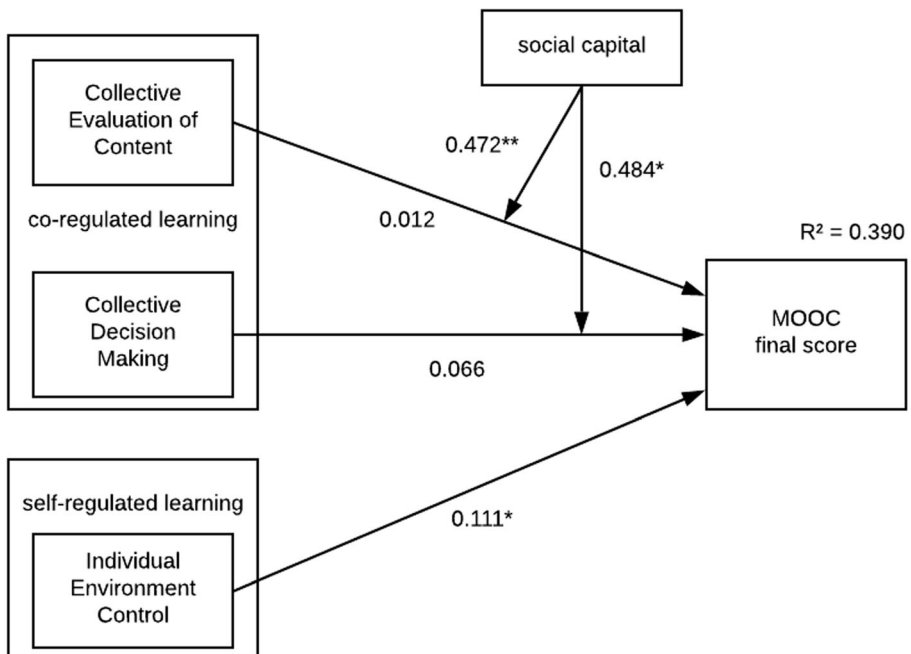 social capital
Collective
Evaluation of
Content
0.472**
0.484*
co-regulated learning
0.012
R² = 0.390
Collective
Decision
Making
MOOC
final score
0.066
self-regulated learning
0.111*
Individual
Environment
Control